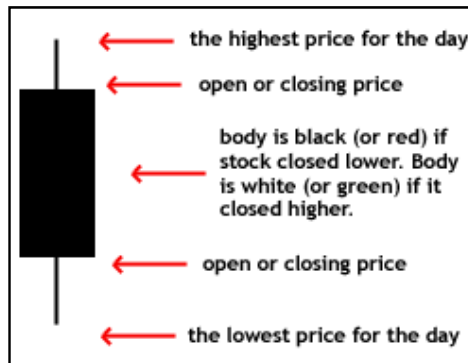 the highest price for the day
open or closing price
body is black (or red) if
stock closed lower. Body
is white (or green) if it
closed higher.
open or closing price
the lowest price for the day